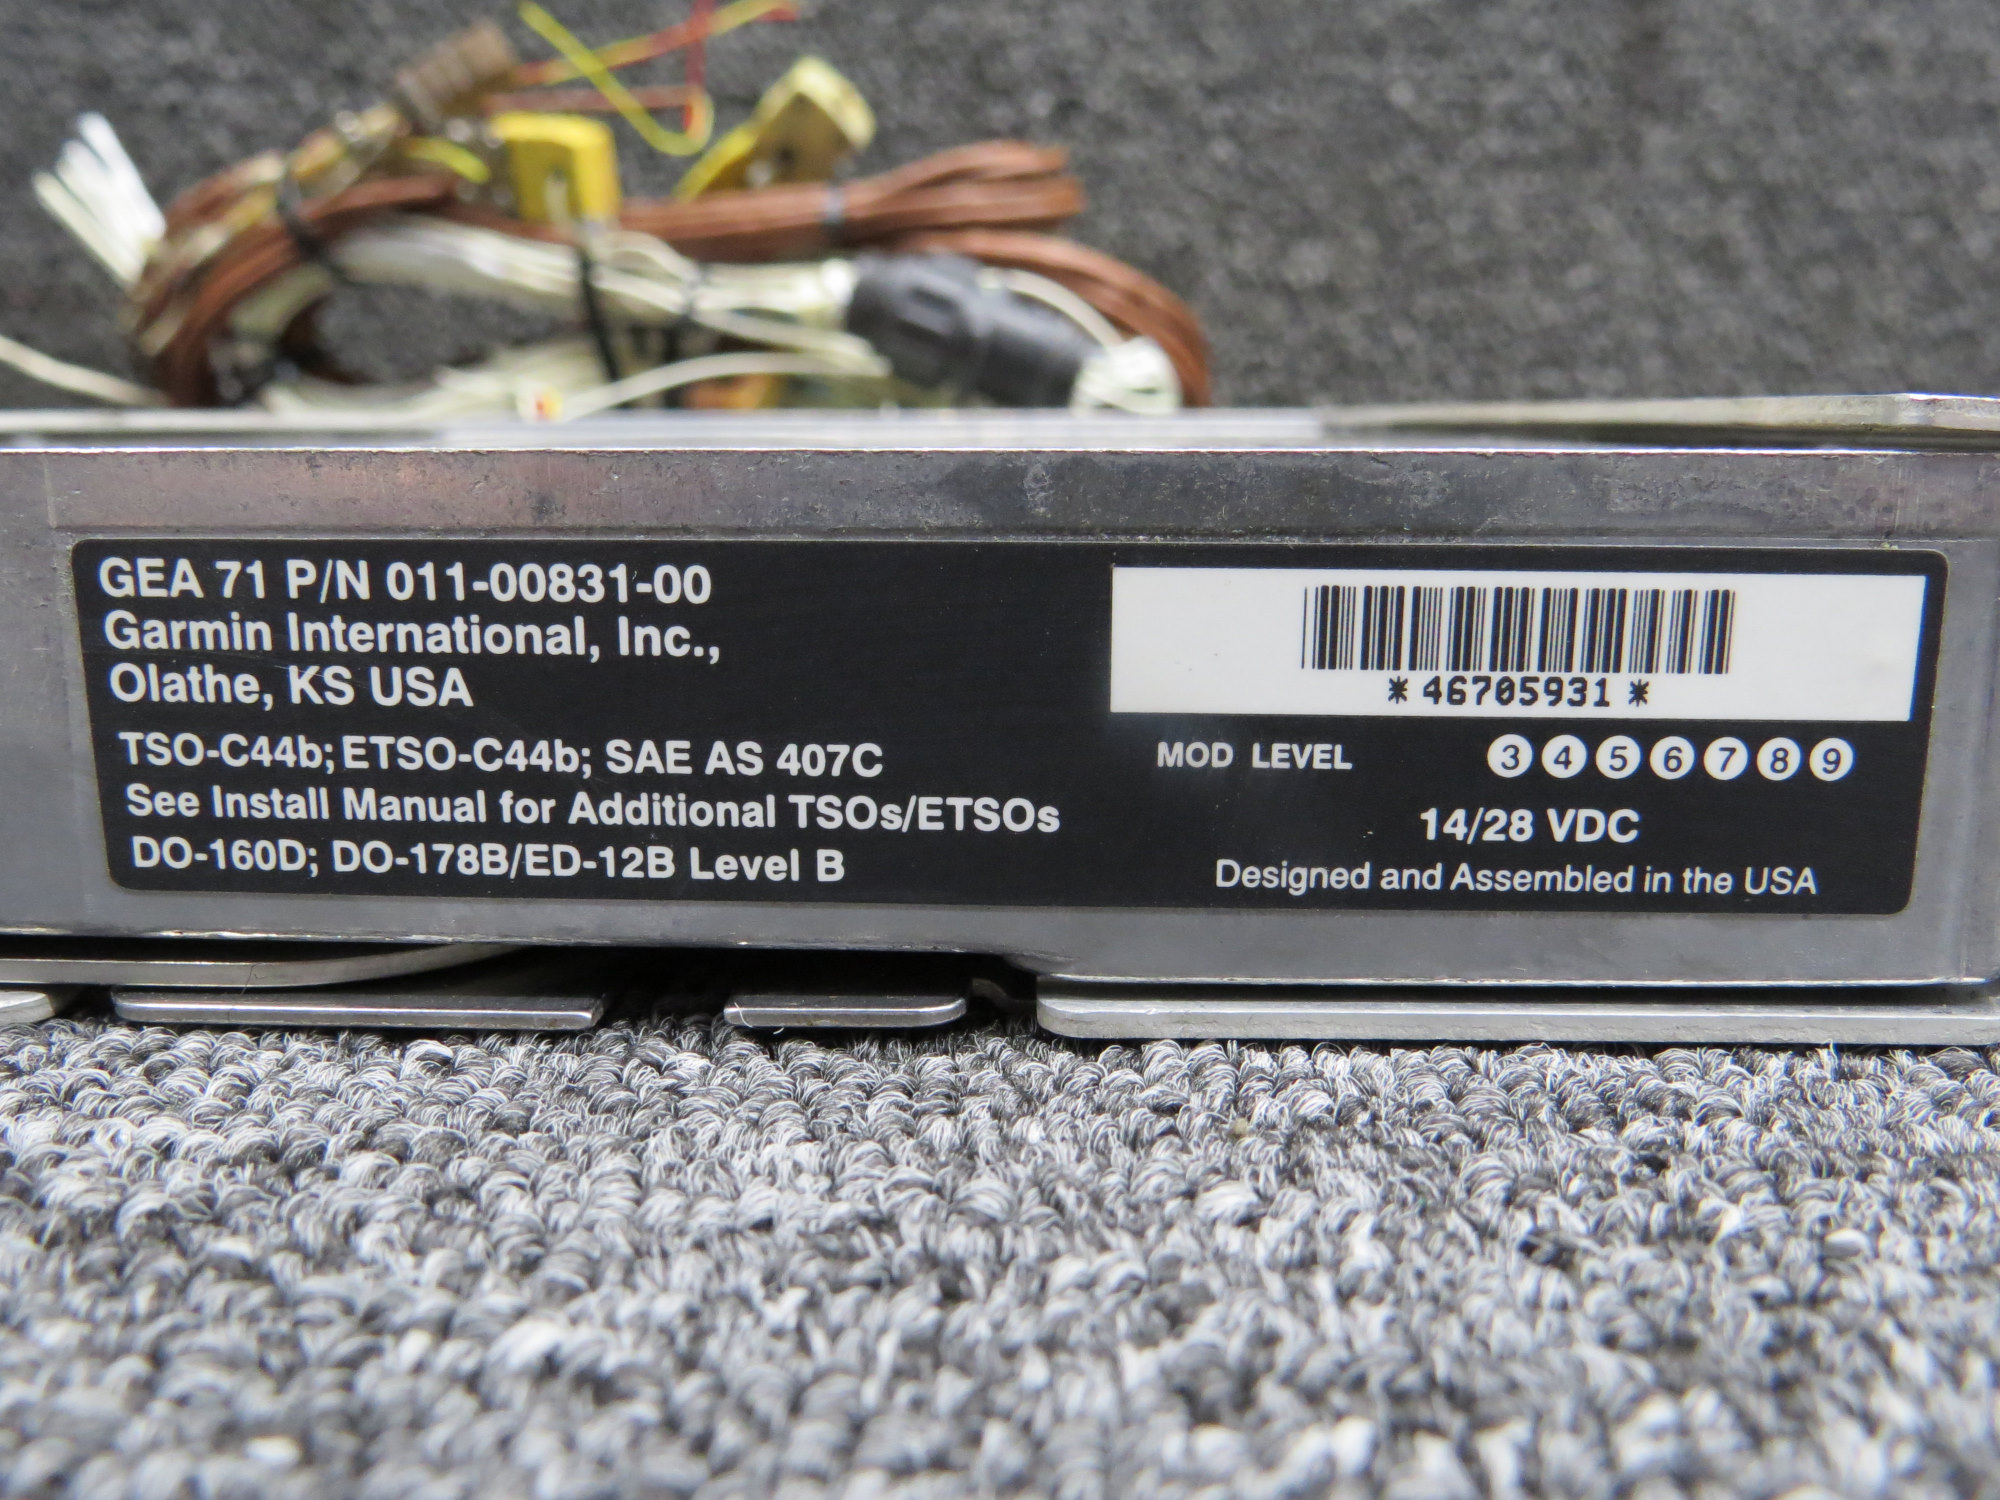 GEA 71 P/N 011-00831-00
Garmin International, Inc.,
Olathe, KS USA
TSO-C44b; ETSO-C44b; SAE AS 407C
See Install Manual for Additional TSOs/ETSOs
DO-160D; DO-178B/ED-12B Level B
*46705931*
MOD LEVEL 3 4 5 6 7 8 9
14/28 VDC
Designed and Assembled in the USA